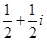 1/2 + 1/2 i